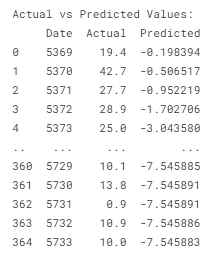 Actual vs Predicted Values:
Date Actual Predicted
0 5369 19.4 -0.198394
1 5370 42.7 -0.506517
2 5371 27.7 -0.952219
3 5372 28.9 -1.702706
4 5373 25.0 -3.043580
.. ... ... ...
360 5729 10.1 -7.545885
361 5730 13.8 -7.545891
362 5731 0.9 -7.545891
363 5732 10.9 -7.545886
364 5733 10.0 -7.545883